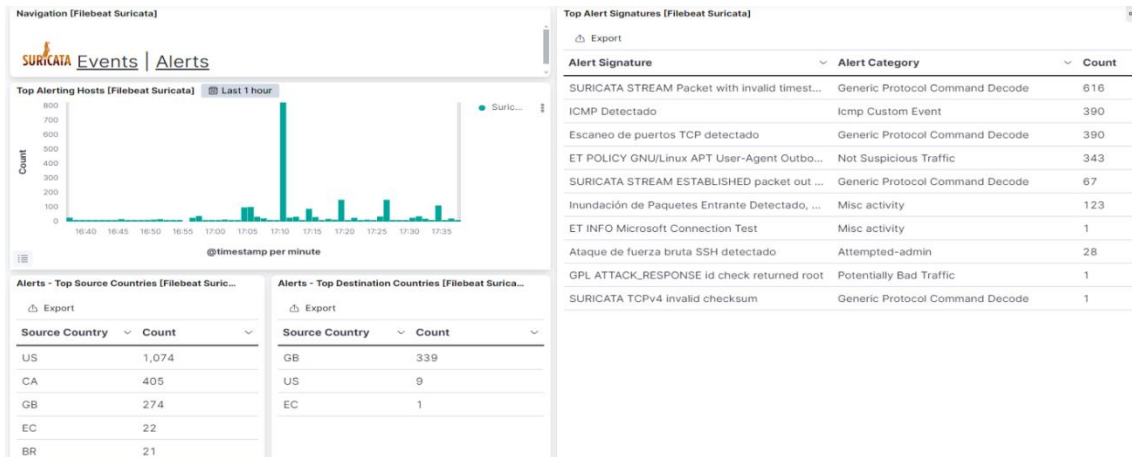 Navigation [Filebeat Suricata]
SURICATA Events | Alerts
Top Alerting Hosts [Filebeat Suricata] Last 1 hour
800
700
600
500
400
300
200
100
0
Count
16:40 16:45 16:50 16:55 17:00 17:05 17:10 17:15 17:20 17:25 17:30 17:35
@timestamp per minute
Suric...
Alerts - Top Source Countries [Filebeat Suric...
Export
Source Country Count
US 1,074
CA 405
GB 274
EC 22
BR 21
Alerts - Top Destination Countries [Filebeat Surica...
Export
Source Country Count
GB 339
US 9
EC 1
Top Alert Signatures [Filebeat Suricata]
Export
Alert Signature Alert Category Count
SURICATA STREAM Packet with invalid timest... Generic Protocol Command Decode 616
ICMP Detectado Icmp Custom Event 390
Escaneo de puertos TCP detectado Generic Protocol Command Decode 390
ET POLICY GNU/Linux APT User-Agent Outbo... Not Suspicious Traffic 343
SURICATA STREAM ESTABLISHED packet out ... Generic Protocol Command Decode 67
Inundación de Paquetes Entrante Detectado, ... Misc activity 123
ET INFO Microsoft Connection Test Misc activity 1
Ataque de fuerza bruta SSH detectado Attempted-admin 28
GPL ATTACK_RESPONSE id check returned root Potentially Bad Traffic 1
SURICATA TCPv4 invalid checksum Generic Protocol Command Decode 1